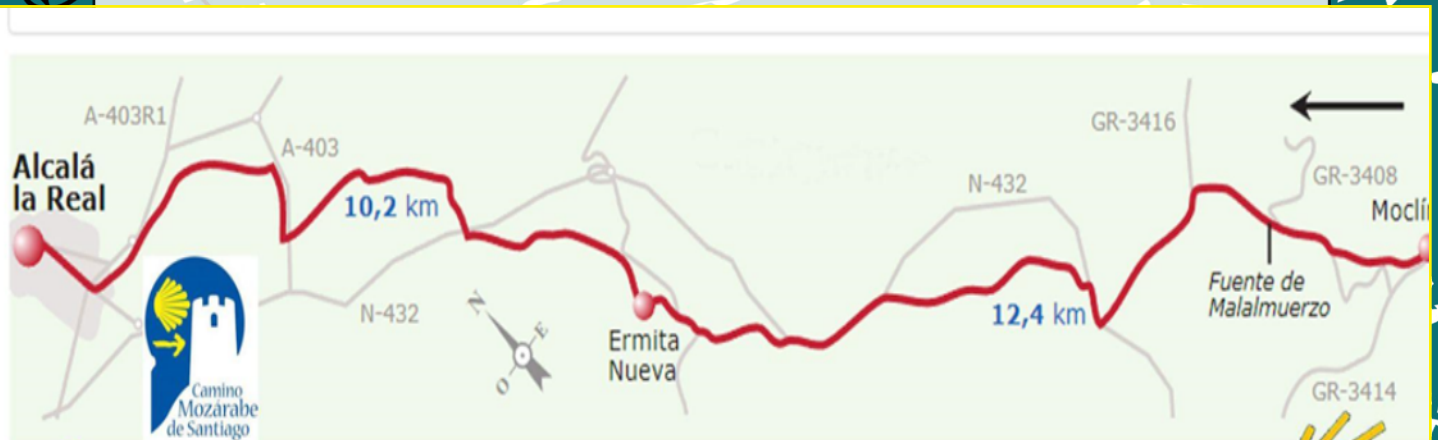 A-403R1
A-403
Alcalá
la Real
10,2 km
N-432
Ermita
Nueva
N
E
O
Camino
Mozárabe
de Santiago
N-432
12,4 km
GR-3416
GR-3408
Moclí
Fuente de
Malalmuerzo
GR-3414